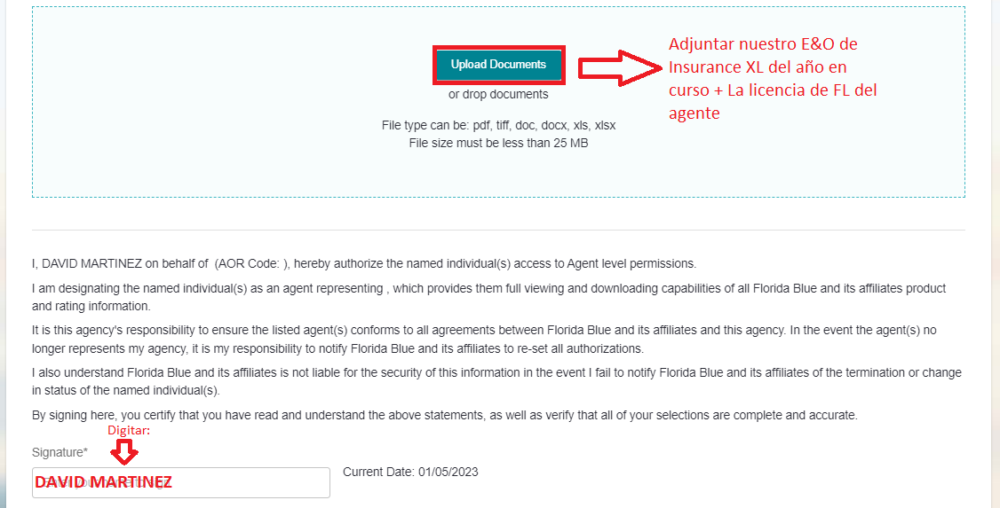 Upload Documents
or drop documents
File type can be: pdf, tiff, doc, docx, xls, xlsx
File size must be less than 25 MB
Adjuntar nuestro E&O de
Insurance XL del año en
curso + La licencia de FL del
agente
I, DAVID MARTINEZ on behalf of (AOR Code: ), hereby authorize the named individual(s) access to Agent level permissions.
I am designating the named individual(s) as an agent representing , which provides them full viewing and downloading capabilities of all Florida Blue and its affiliates product
and rating information.
It is this agency's responsibility to ensure the listed agent(s) conforms to all agreements between Florida Blue and its affiliates and this agency. In the event the agent(s) no
longer represents my agency, it is my responsibility to notify Florida Blue and its affiliates to re-set all authorizations.
I also understand Florida Blue and its affiliates is not liable for the security of this information in the event I fail to notify Florida Blue and its affiliates of the termination or change
in status of the named individual(s).
By signing here, you certify that you have read and understand the above statements, as well as verify that all of your selections are complete and accurate.
Digitar:
Signature*
DAVID MARTINEZ
Current Date: 01/05/2023